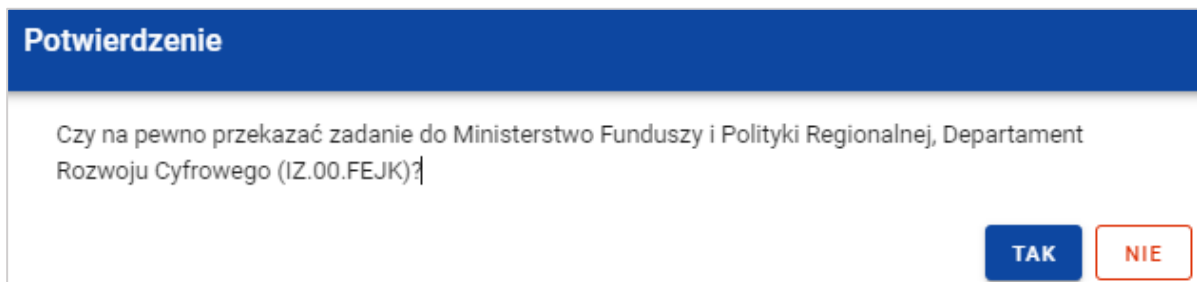 Potwierdzenie
Czy na pewno przekazać zadanie do Ministerstwo Funduszy i Polityki Regionalnej, Departament
Rozwoju Cyfrowego (IZ.00.FEJK)?
TAK NIE